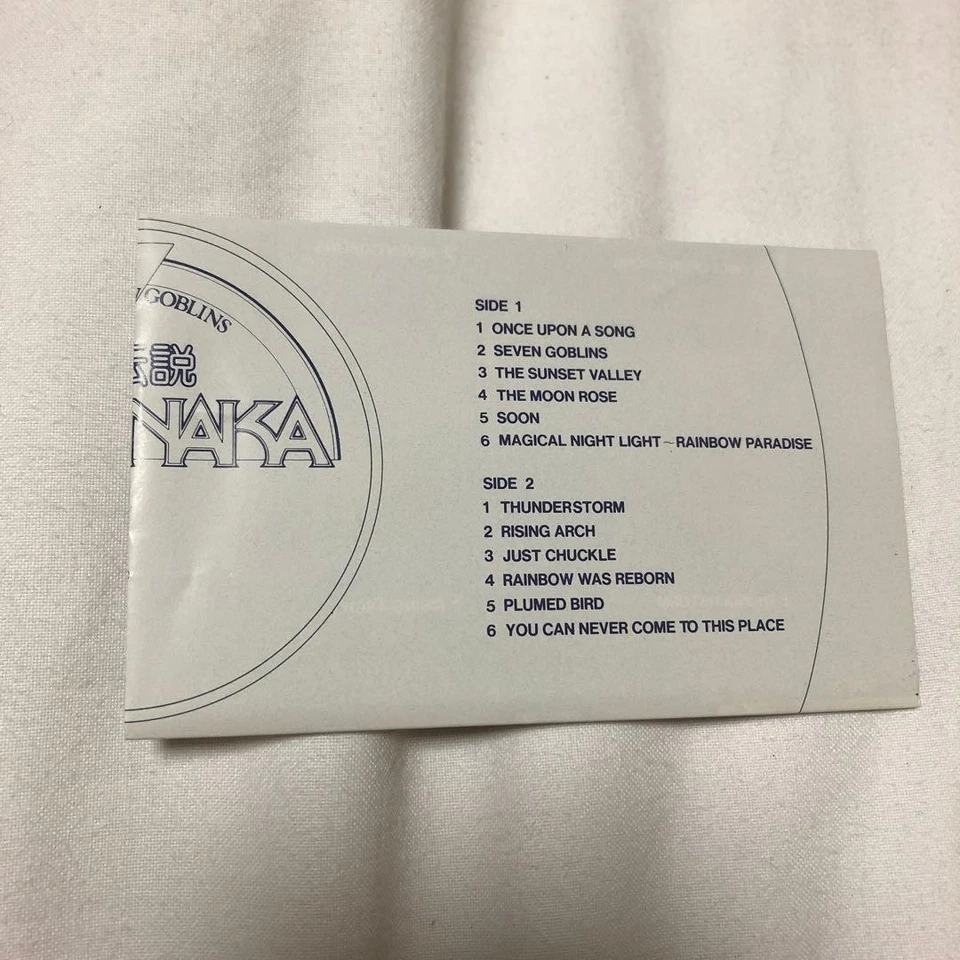 GOBLINS
伝説
NAKA
SIDE 1
1 ONCE UPON A SONG
2 SEVEN GOBLINS
3 THE SUNSET VALLEY
4 THE MOON ROSE
5 SOON
6 MAGICAL NIGHT LIGHT~RAINBOW PARADISE
SIDE 2
1 THUNDERSTORM
2 RISING ARCH
3 JUST CHUCKLE
4 RAINBOW WAS REBORN
5 PLUMED BIRD
6 YOU CAN NEVER COME TO THIS PLACE